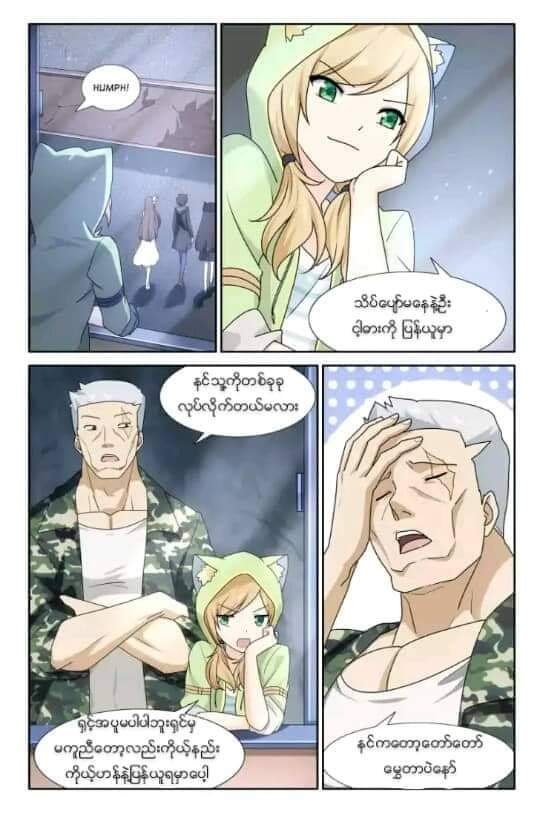 HUMPH!
သိပ်ပျော်မနေနဲ့ဦး
ငါ့ဓားကို ပြန်ယူမှာ
နင်သူ့ကိုတစ်ခုခု
လုပ်လိုက်တယ်မလား
ရှင့်အပူမပါပါဘူးရှင်မှ
မကူညီတော့လည်းကိုယ့်နည်း
ကိုယ့်ဟန်နဲ့ပြန်ယူရမှာပေါ့
နင်ကတော့တော်တော်
မွှေတာပဲနော်